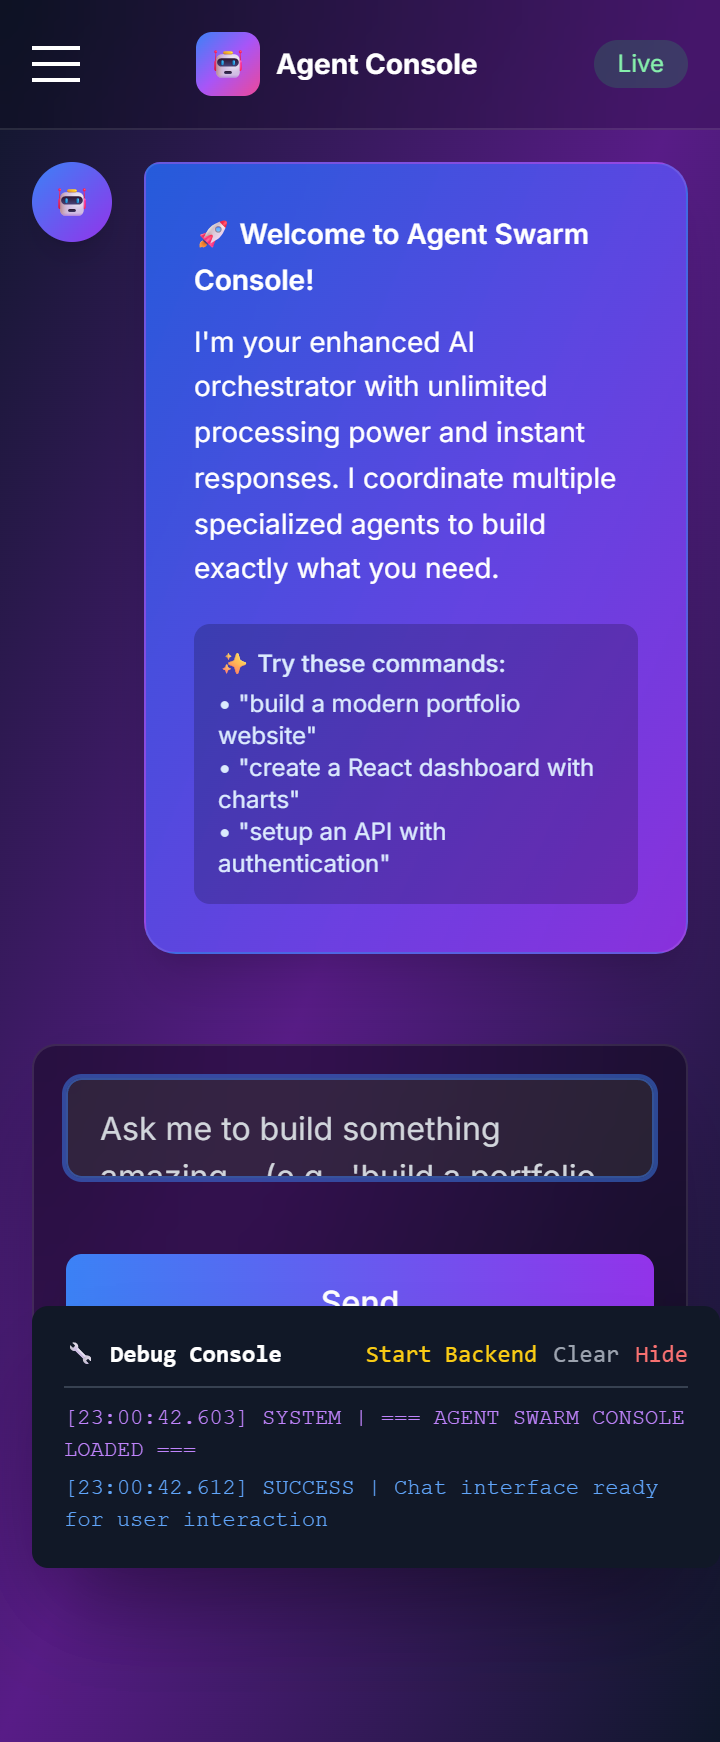 Agent Console
Live
🚀 Welcome to Agent Swarm
Console!
I'm your enhanced AI
orchestrator with unlimited
processing power and instant
responses. I coordinate multiple
specialized agents to build
exactly what you need.
✨ Try these commands:
• "build a modern portfolio
website"
• "create a React dashboard with
charts"
• "setup an API with
authentication"
Ask me to build something
amazing... (e.g., 'build a portfolio
Send
🔧 Debug Console
Start Backend Clear Hide
[23:00:42.603] SYSTEM | === AGENT SWARM CONSOLE
LOADED ===
[23:00:42.612] SUCCESS | Chat interface ready
for user interaction